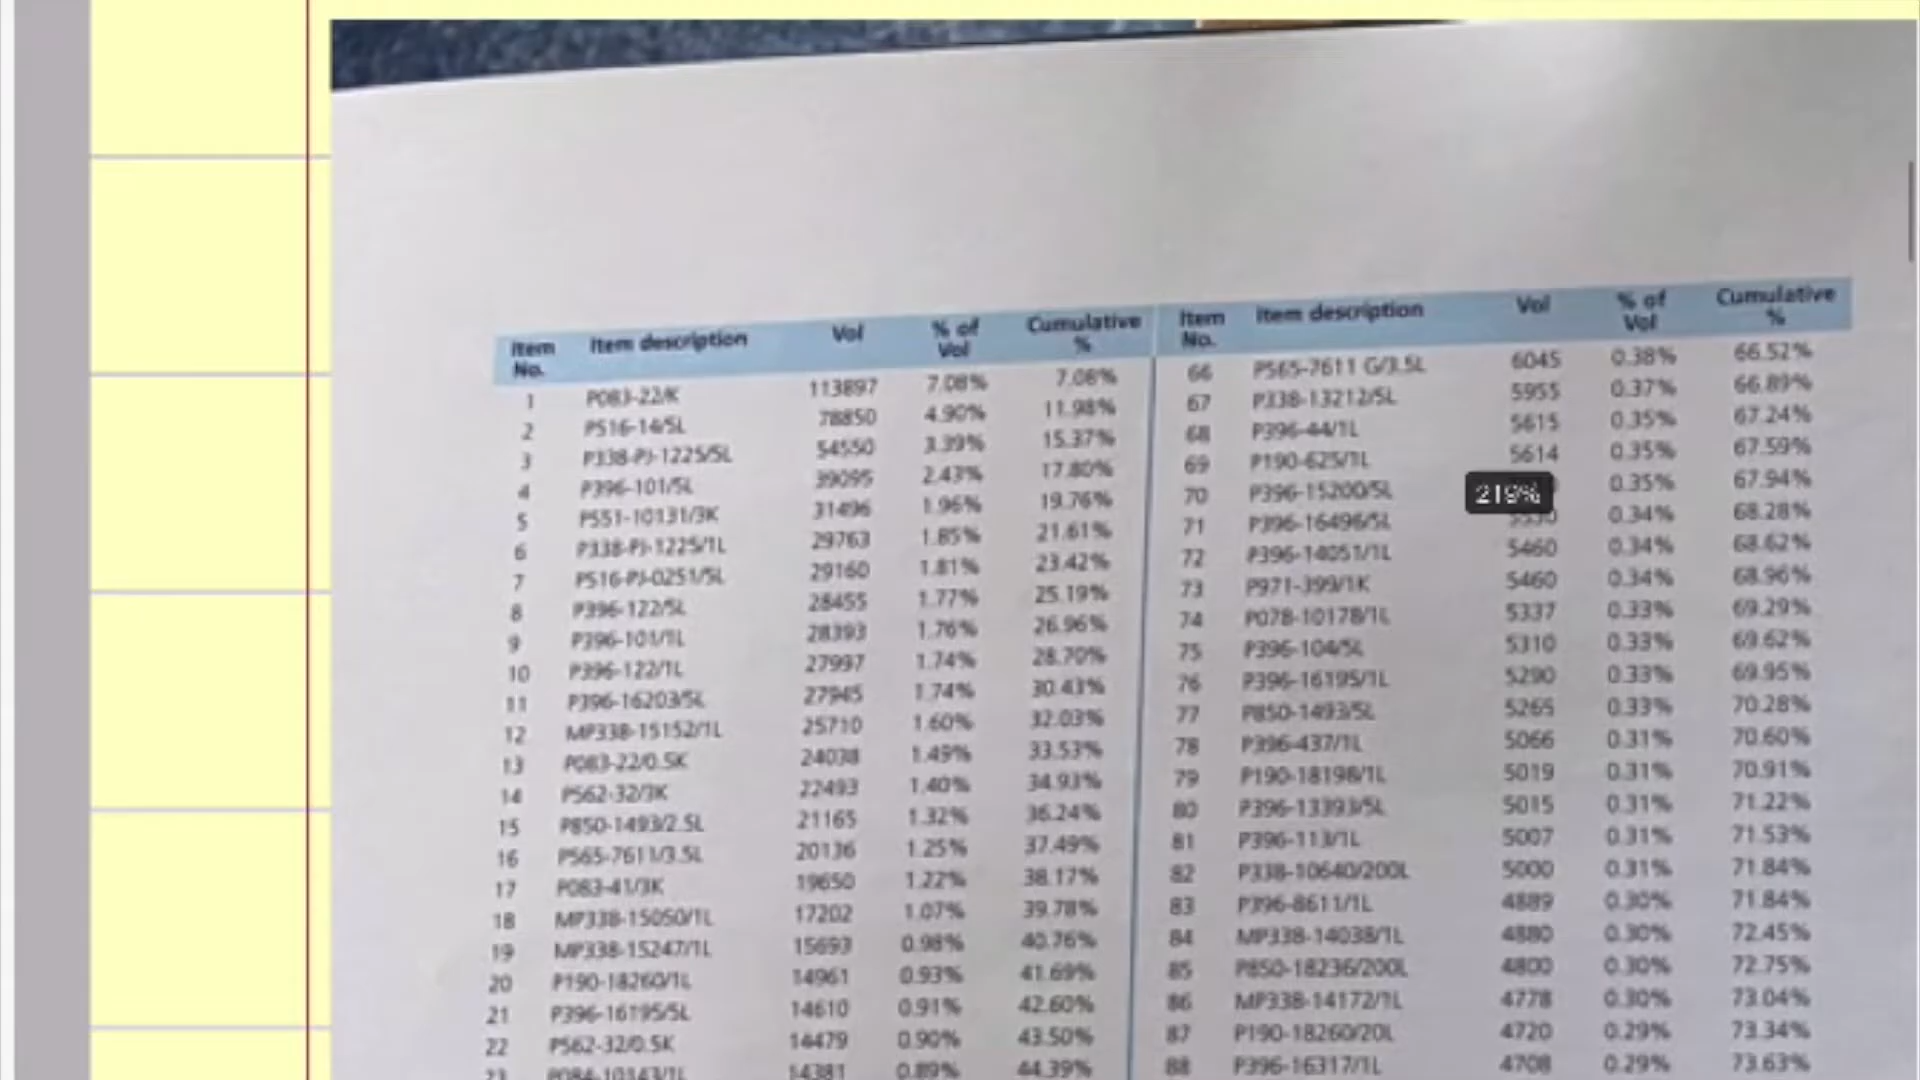 Item No. Item description Vol % of Vol Cumulative %
1 P083-22/K 113897 7.08% 7.08%
2 P516-14/5L 78850 4.90% 11.98%
3 P338-PJ-1225/5L 54550 3.39% 15.37%
4 P396-101/5L 39095 2.43% 17.80%
5 P551-10131/3K 31496 1.96% 19.76%
6 P338-PJ-1225/1L 29763 1.85% 21.61%
7 P516-PJ-0251/5L 29160 1.81% 23.42%
8 P396-122/5L 28455 1.77% 25.19%
9 P396-101/1L 28393 1.76% 26.96%
10 P396-122/1L 27997 1.74% 28.70%
11 P396-16203/5L 27945 1.74% 30.43%
12 MP338-15152/1L 25710 1.60% 32.03%
13 P083-22/0.5K 24038 1.49% 33.53%
14 P562-32/3K 22493 1.40% 34.93%
15 P850-1493/2.5L 21165 1.32% 36.24%
16 P565-7611/3.5L 20136 1.25% 37.49%
17 P083-41/3K 19650 1.22% 38.17%
18 MP338-15050/1L 17202 1.07% 39.78%
19 MP338-15247/1L 15693 0.98% 40.76%
20 P190-18260/1L 14961 0.93% 41.69%
21 P396-16195/5L 14610 0.91% 42.60%
22 P562-32/0.5K 14479 0.90% 43.50%
23 P084-10143/1L 14381 0.89% 44.39%
Item No. Item description Vol % of Vol Cumulative %
66 P565-7611 G/3.5L 6045 0.38% 66.52%
67 P338-13212/5L 5955 0.37% 66.89%
68 P396-44/1L 5615 0.35% 67.24%
69 P190-625/1L 5614 0.35% 67.59%
70 P396-15200/5L 0.35% 67.94%
219%
71 P396-16496/5L 0.34% 68.28%
72 P396-14051/1L 5460 0.34% 68.62%
73 P971-399/1K 5460 0.34% 68.96%
74 P078-10178/1L 5337 0.33% 69.29%
75 P396-104/5L 5310 0.33% 69.62%
76 P396-16195/1L 5290 0.33% 69.95%
77 P850-1493/5L 5265 0.33% 70.28%
78 P396-437/1L 5066 0.31% 70.60%
79 P190-18198/1L 5019 0.31% 70.91%
80 P396-13393/5L 5015 0.31% 71.22%
81 P396-113/1L 5007 0.31% 71.53%
82 P338-10640/200L 5000 0.31% 71.84%
83 P396-8611/1L 4889 0.30% 71.84%
84 MP338-14038/1L 4880 0.30% 72.45%
85 P850-18236/200L 4800 0.30% 72.75%
86 MP338-14172/1L 4778 0.30% 73.04%
87 P190-18260/20L 4720 0.29% 73.34%
88 P396-16317/1L 4708 0.29% 73.63%